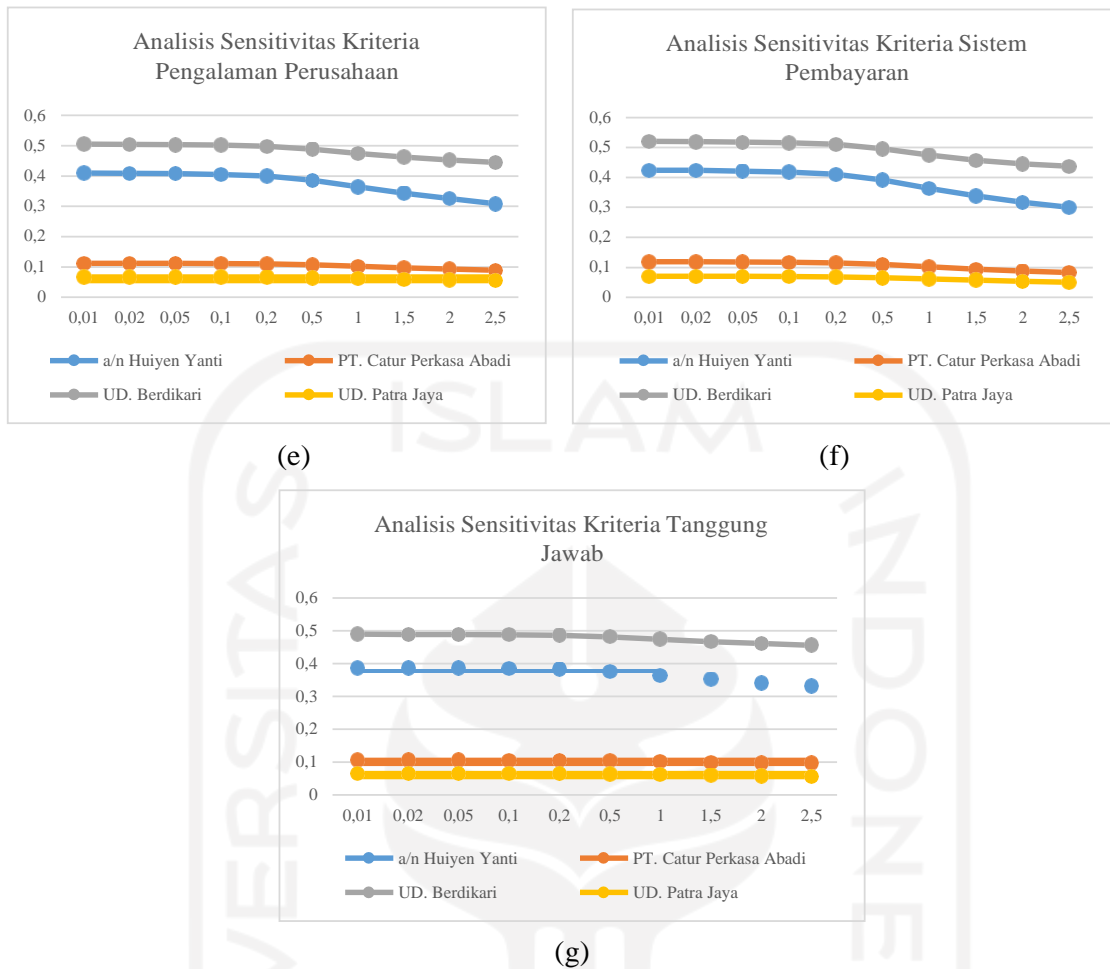 Analisis Sensitivitas Kriteria
Pengalaman Perusahaan
0,6
0,5
0,4
0,3
0,2
0,1
0
0,01 0,02 0,05 0,1 0,2 0,5 1 1,5 2 2,5
a/n Huiyen Yanti PT. Catur Perkasa Abadi
UD. Berdikari UD. Patra Jaya
(e)
Analisis Sensitivitas Kriteria Sistem
Pembayaran
0,6
0,5
0,4
0,3
0,2
0,1
0
0,01 0,02 0,05 0,1 0,2 0,5 1 1,5 2 2,5
a/n Huiyen Yanti PT. Catur Perkasa Abadi
UD. Berdikari UD. Patra Jaya
(f)
Analisis Sensitivitas Kriteria Tanggung
Jawab
0,6
0,5
0,4
0,3
0,2
0,1
0
0,01 0,02 0,05 0,1 0,2 0,5 1 1,5 2 2,5
a/n Huiyen Yanti PT. Catur Perkasa Abadi
UD. Berdikari UD. Patra Jaya
(g)
ISLAM
VERSITAS
INDONE